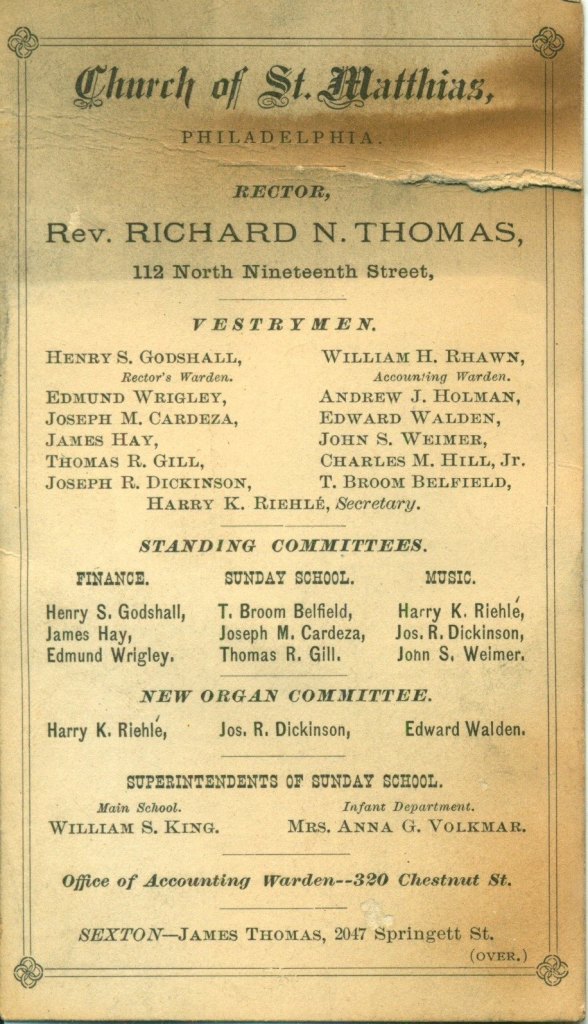 Church of St. Matthias,
PHILADELPHIA.
RECTOR,
Rev. RICHARD N. THOMAS,
112 North Nineteenth Street,
VESTRYMEN.
HENRY S. GODSHALL, WILLIAM H. RHAWN,
Rector's Warden. Accounting Warden.
EDMUND WRIGLEY, ANDREW J. HOLMAN,
JOSEPH M. CARDEZA, EDWARD WALDEN,
JAMES HAY, JOHN S. WEIMER,
THOMAS R. GILL, CHARLES M. HILL, JR.
JOSEPH R. DICKINSON, T. BROOM BELFIELD,
HARRY K. RIEHLÉ, Secretary.
STANDING COMMITTEES.
FINANCE. SUNDAY SCHOOL. MUSIC.
Henry S. Godshall, T. Broom Belfield, Harry K. Riehlé,
James Hay, Joseph M. Cardeza, Jos. R. Dickinson,
Edmund Wrigley. Thomas R. Gill. John S. Weimer.
NEW ORGAN COMMITTEE.
Harry K. Riehlé, Jos. R. Dickinson, Edward Walden.
SUPERINTENDENTS OF SUNDAY SCHOOL.
Main School. Infant Department.
WILLIAM S. KING. MRS. ANNA G. VOLKMAR.
Office of Accounting Warden--320 Chestnut St.
SEXTON—JAMES THOMAS, 2047 Springett St.
(OVER.)